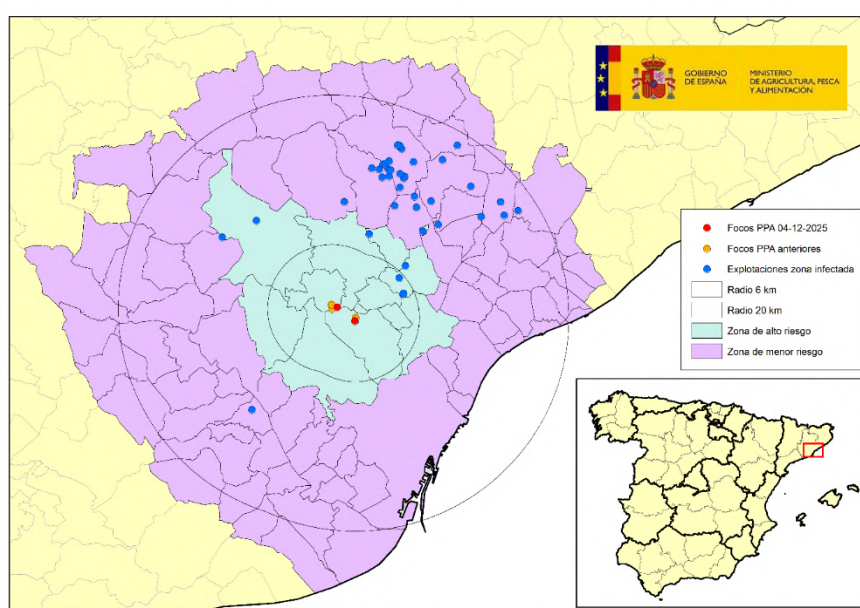 GOBIERNO
DE ESPAÑA
MINISTERIO
DE AGRICULTURA, PESCA
Y ALIMENTACIÓN
Focos PPA 04-12-2025
Focos PPA anteriores
Explotaciones zona infectada
Radio 6 km
Radio 20 km
Zona de alto riesgo
Zona de menor riesgo